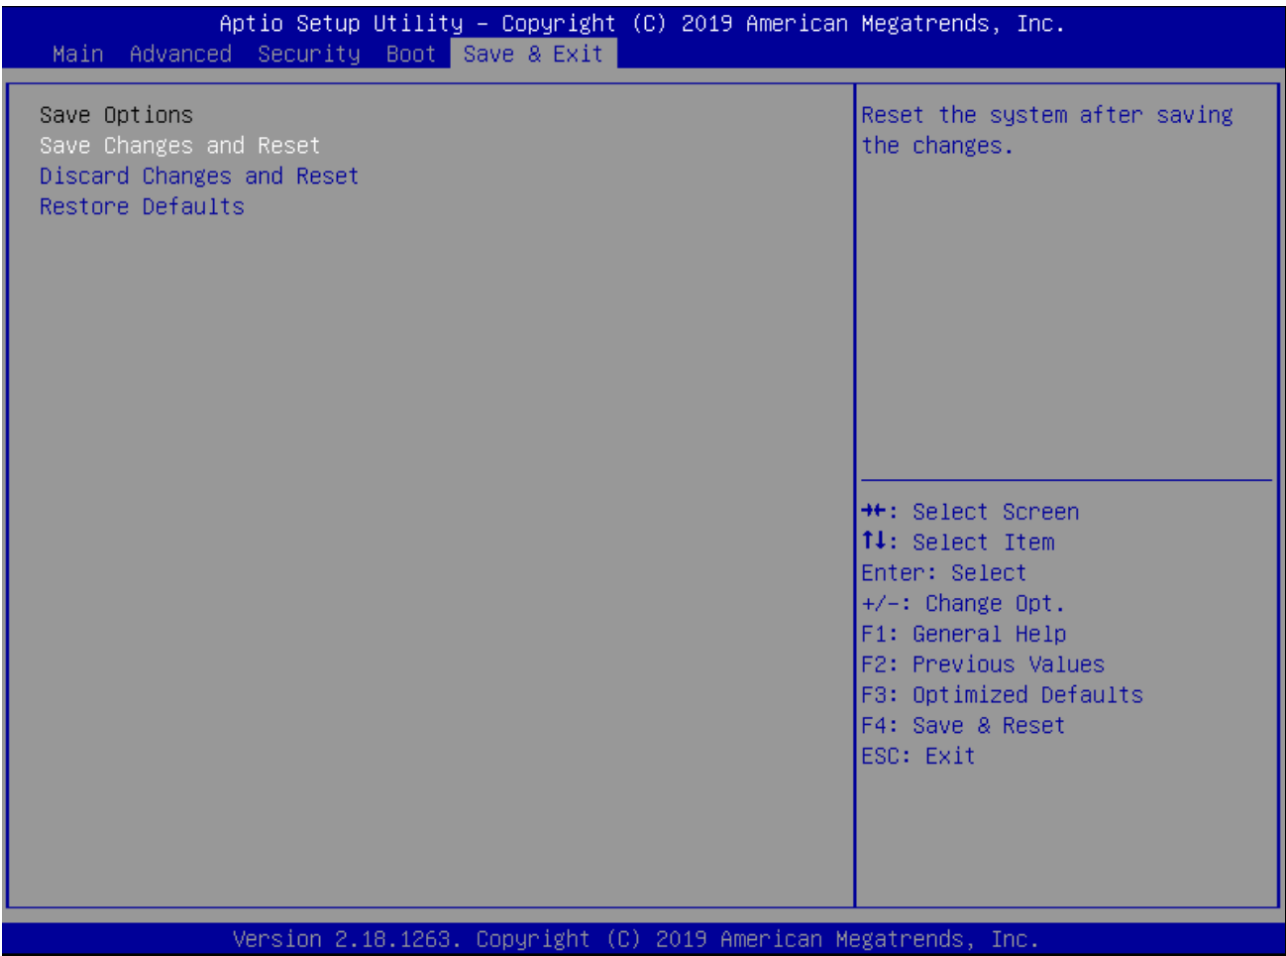 Aptio Setup Utility – Copyright (C) 2019 American Megatrends, Inc.
Main Advanced Security Boot Save & Exit
Save Options
Save Changes and Reset
Discard Changes and Reset
Restore Defaults
Reset the system after saving
the changes.
→←: Select Screen
↑↓: Select Item
Enter: Select
+/-: Change Opt.
F1: General Help
F2: Previous Values
F3: Optimized Defaults
F4: Save & Reset
ESC: Exit
Version 2.18.1263. Copyright (C) 2019 American Megatrends, Inc.